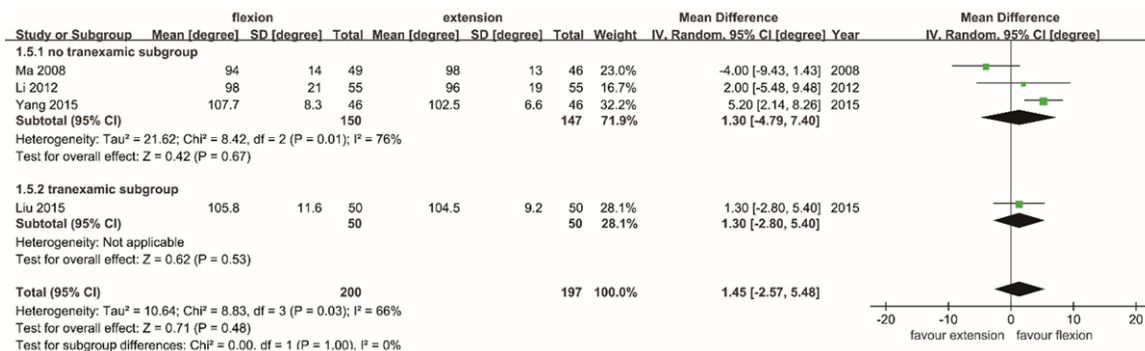 flexion extension Mean Difference Mean Difference
Study or Subgroup Mean [degree] SD [degree] Total Mean [degree] SD [degree] Total Weight IV, Random, 95% CI [degree] Year IV, Random, 95% CI [degree]
1.5.1 no tranexamic subgroup
Ma 2008 94 14 49 98 13 46 23.0% -4.00 [-9.43, 1.43] 2008
Li 2012 98 21 55 96 19 55 16.7% 2.00 [-5.48, 9.48] 2012
Yang 2015 107.7 8.3 46 102.5 6.6 46 32.2% 5.20 [2.14, 8.26] 2015
Subtotal (95% CI) 150 147 71.9% 1.30 [-4.79, 7.40]
Heterogeneity: Tau² = 21.62; Chi² = 8.42, df = 2 (P = 0.01); I² = 76%
Test for overall effect: Z = 0.42 (P = 0.67)
1.5.2 tranexamic subgroup
Liu 2015 105.8 11.6 50 104.5 9.2 50 28.1% 1.30 [-2.80, 5.40] 2015
Subtotal (95% CI) 50 50 28.1% 1.30 [-2.80, 5.40]
Heterogeneity: Not applicable
Test for overall effect: Z = 0.62 (P = 0.53)
Total (95% CI) 200 197 100.0% 1.45 [-2.57, 5.48]
Heterogeneity: Tau² = 10.64; Chi² = 8.83, df = 3 (P = 0.03); I² = 66%
Test for overall effect: Z = 0.71 (P = 0.48)
Test for subgroup differences: Chi² = 0.00, df = 1 (P = 1.00), I² = 0%
-20 -10 0 10 20
favour extension favour flexion